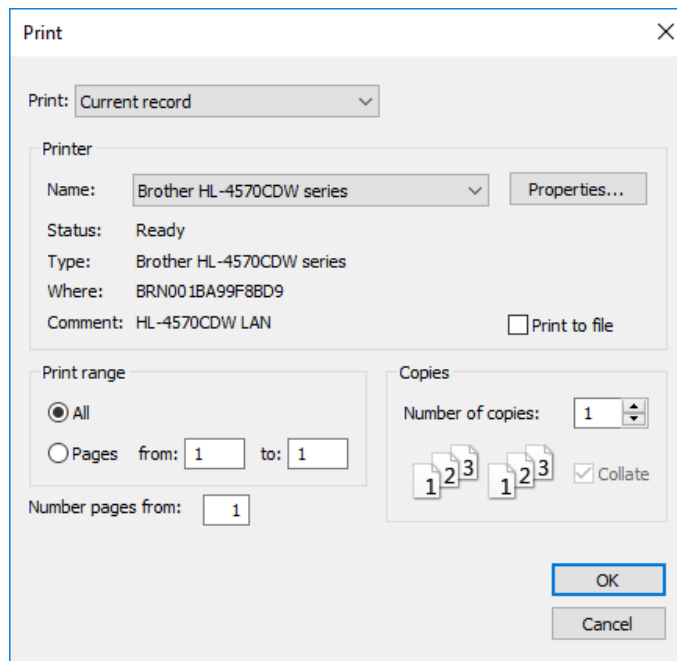 Print
Print: Current record
Printer
Name: Brother HL-4570CDW series Properties...
Status: Ready
Type: Brother HL-4570CDW series
Where: BRN001BA99F8BD9
Comment: HL-4570CDW LAN Print to file
Print range
All
Pages from: 1 to: 1
Number pages from: 1
Copies
Number of copies: 1
1 2 3 1 2 3 Collate
OK
Cancel